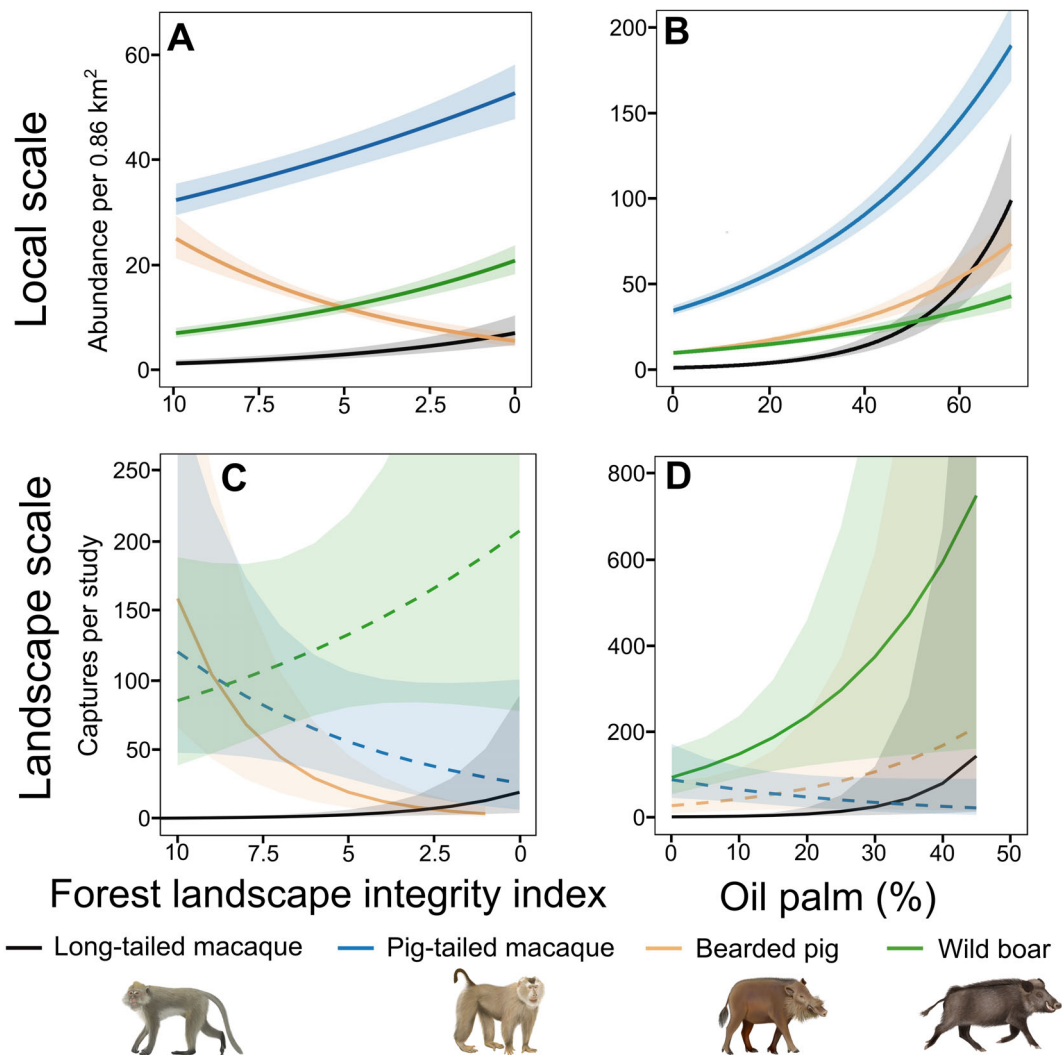 Local scale
Abundance per 0.86 km²
A
60
40
20
0
10 7.5 5 2.5 0
B
200
150
100
50
0
0 20 40 60
Landscape scale
Captures per study
C
250
200
150
100
50
0
10 7.5 5 2.5 0
D
800
600
400
200
0
0 10 20 30 40 50
Forest landscape integrity index
Oil palm (%)
Long-tailed macaque Pig-tailed macaque Bearded pig Wild boar